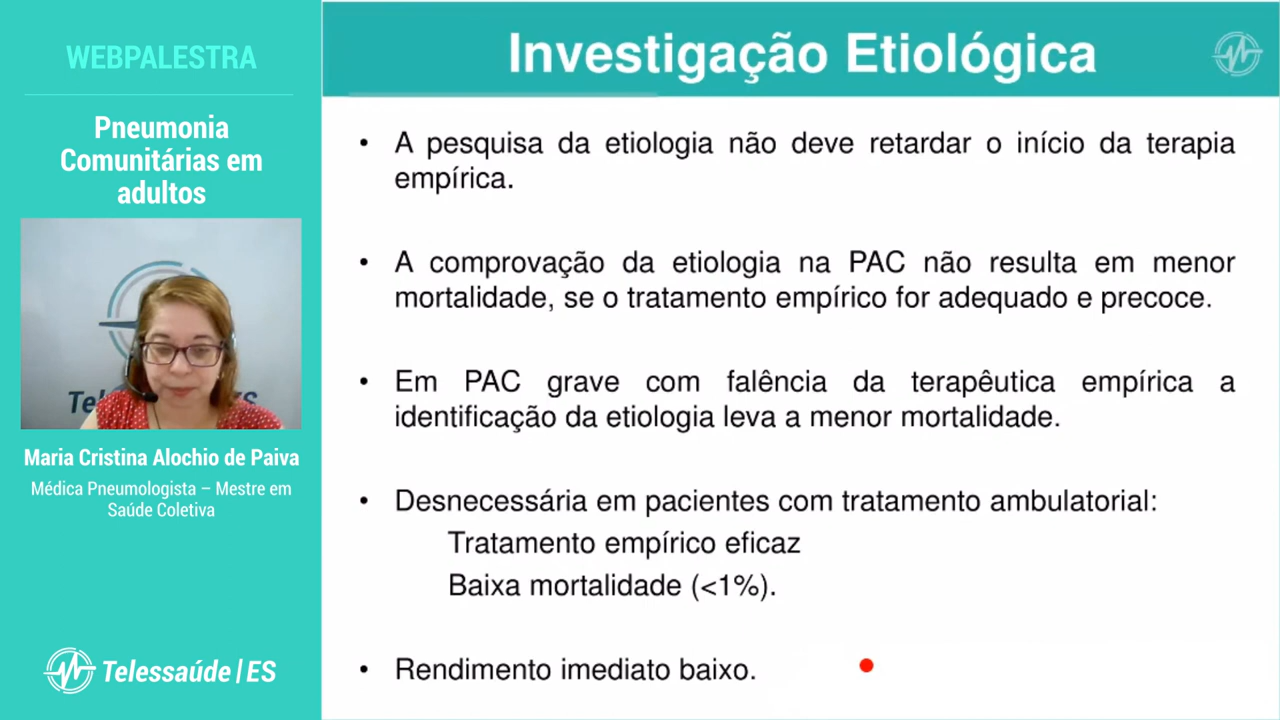 WEBPALESTRA
Pneumonia
Comunitárias em
adultos
Maria Cristina Alochio de Paiva
Médica Pneumologista – Mestre em
Saúde Coletiva
Telessaúde|ES
Investigação Etiológica
• A pesquisa da etiologia não deve retardar o início da terapia
empírica.
• A comprovação da etiologia na PAC não resulta em menor
mortalidade, se o tratamento empírico for adequado e precoce.
• Em PAC grave com falência da terapêutica empírica a
identificação da etiologia leva a menor mortalidade.
• Desnecessária em pacientes com tratamento ambulatorial:
Tratamento empírico eficaz
Baixa mortalidade (<1%).
• Rendimento imediato baixo.